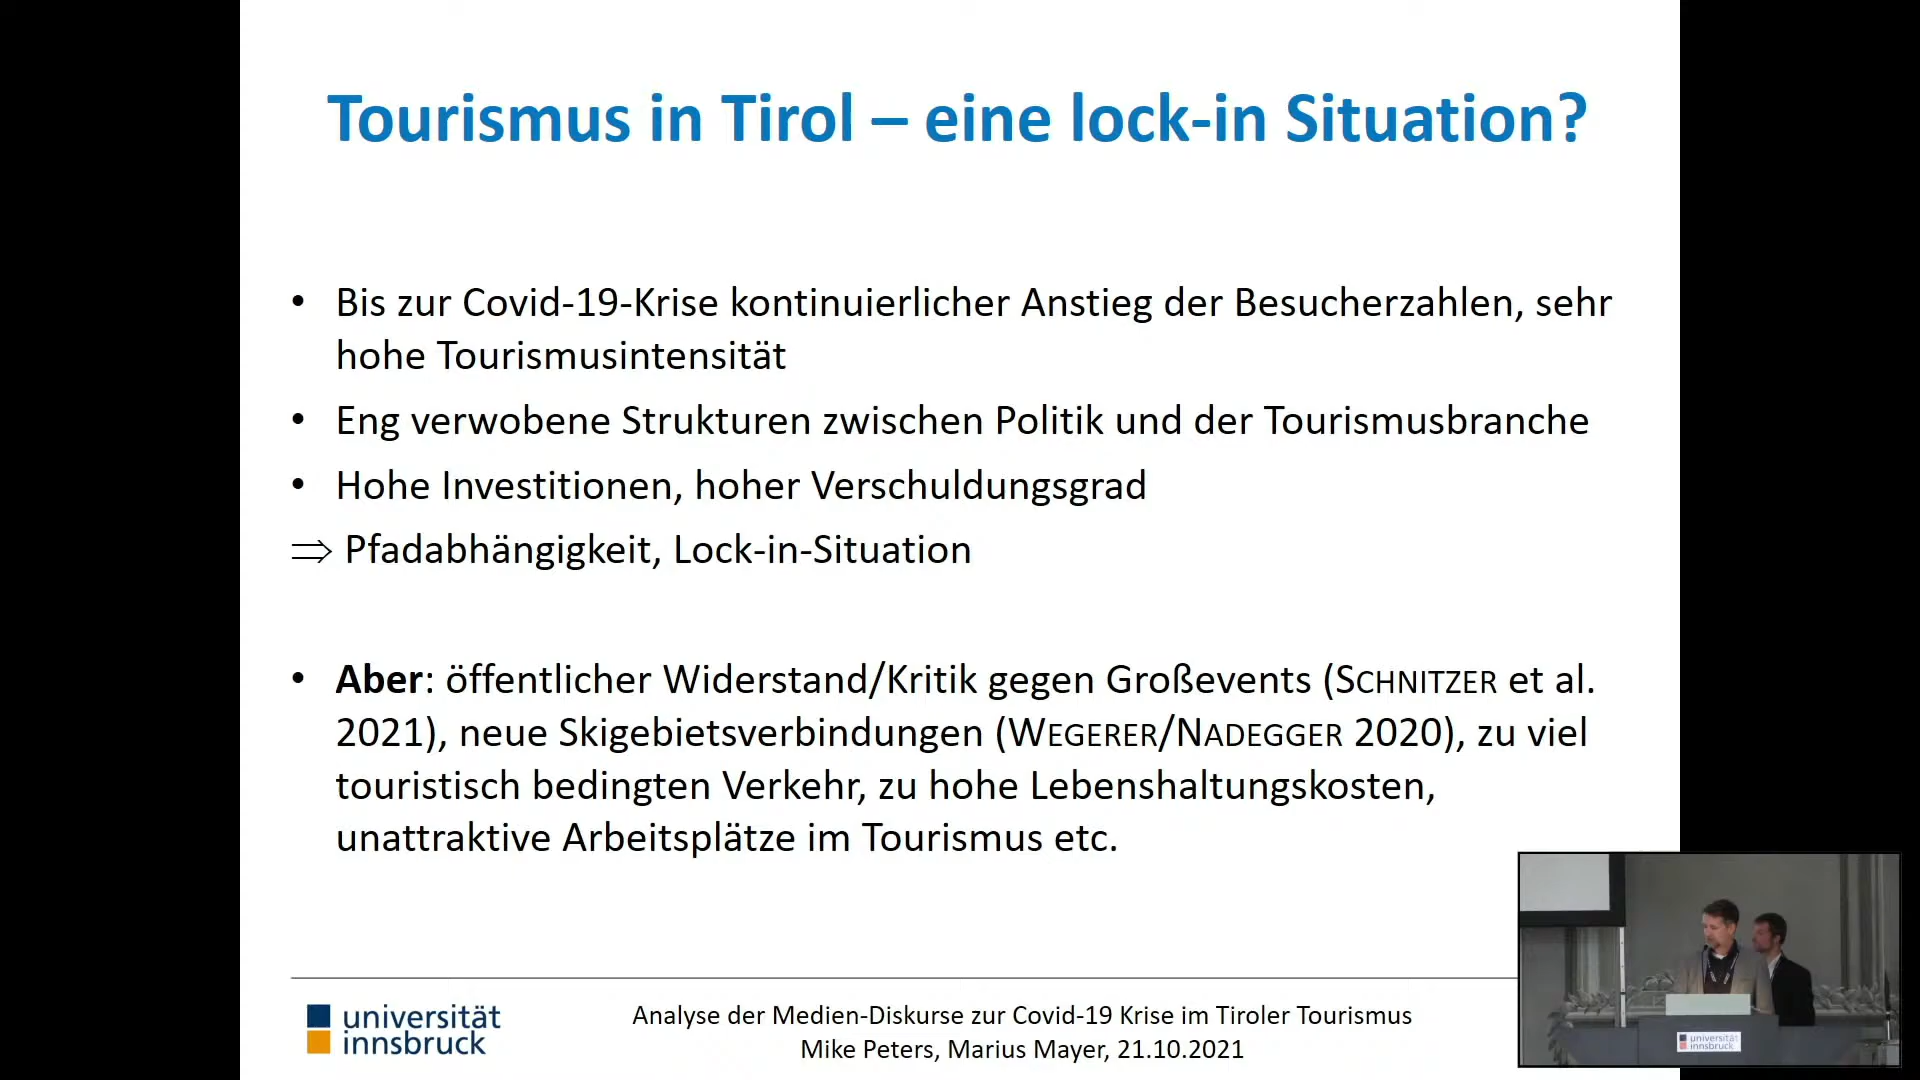 Tourismus in Tirol – eine lock-in Situation?
• Bis zur Covid-19-Krise kontinuierlicher Anstieg der Besucherzahlen, sehr
hohe Tourismusintensität
• Eng verwobene Strukturen zwischen Politik und der Tourismusbranche
• Hohe Investitionen, hoher Verschuldungsgrad
⇒ Pfadabhängigkeit, Lock-in-Situation
• Aber: öffentlicher Widerstand/Kritik gegen Großevents (SCHNITZER et al.
2021), neue Skigebietsverbindungen (WEGERER/NADEGGER 2020), zu viel
touristisch bedingten Verkehr, zu hohe Lebenshaltungskosten,
unattraktive Arbeitsplätze im Tourismus etc.
universität
innsbruck
Analyse der Medien-Diskurse zur Covid-19 Krise im Tiroler Tourismus
Mike Peters, Marius Mayer, 21.10.2021
universität
innsbruck